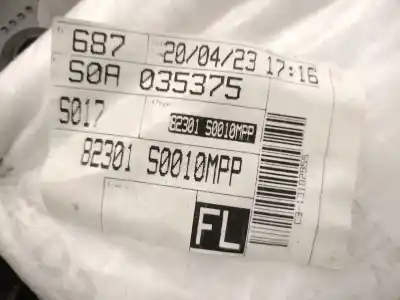 687 20/04/23 17:16
S0A 035375
S017 82301 S0010MPP
82301 S0010MPP
FL